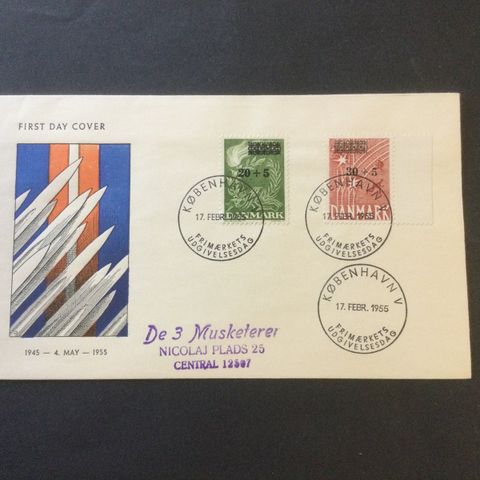 FIRST DAY COVER
20 + 5
DANMARK
30 + 5
DANMARK
KØBENHAVN V
17. FEBR. 1955
FRIMÆRKETS
UDGIVELSESDAG
KØBENHAVN V
17. FEBR. 1955
FRIMÆRKETS
UDGIVELSESDAG
KØBENHAVN V
17. FEBR. 1955
FRIMÆRKETS
UDGIVELSESDAG
1945 — 4. MAY — 1955
De 3 Musketerer
NICOLAJ PLADS 25
CENTRAL 12507